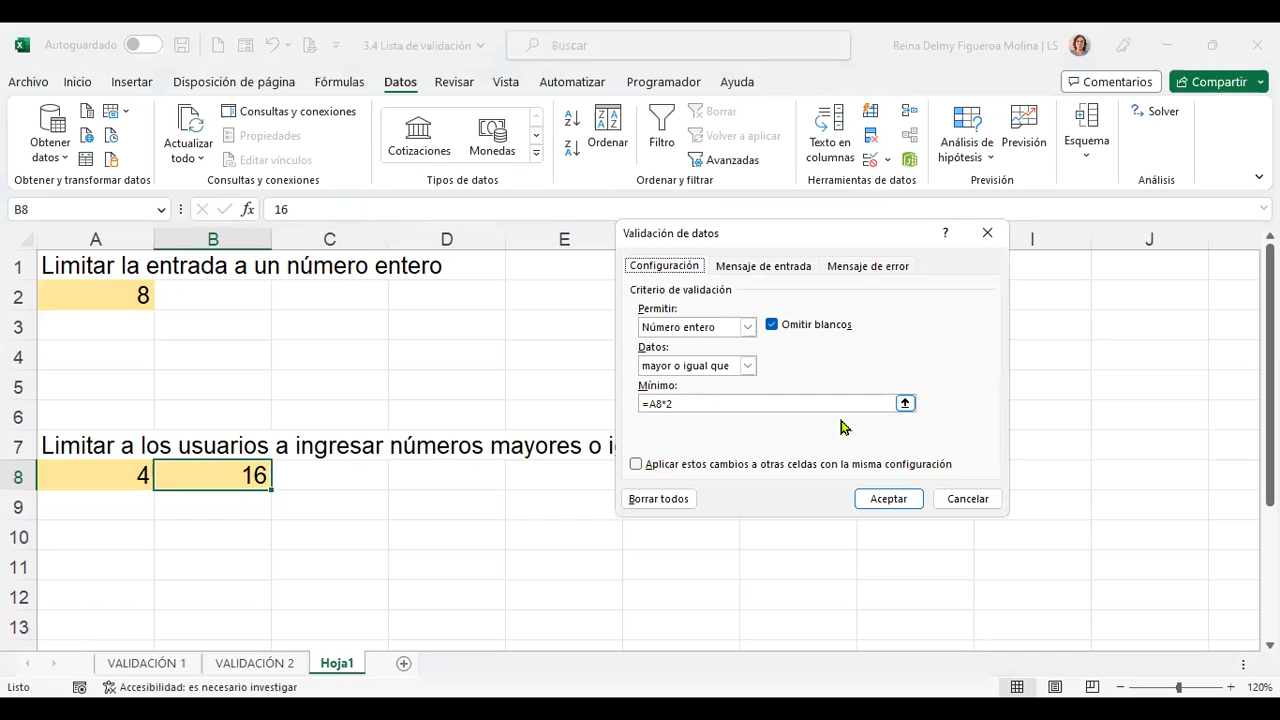 Autoguardado
3.4 Lista de validación
Buscar
Reina Delmy Figueroa Molina | LS
Archivo
Inicio
Insertar
Disposición de página
Fórmulas
Datos
Revisar
Vista
Automatizar
Programador
Ayuda
Comentarios
Compartir
Obtener
datos
Actualizar
todo
Consultas y conexiones
Propiedades
Editar vínculos
Cotizaciones
Monedas
Ordenar
Filtro
Borrar
Volver a aplicar
Avanzadas
Texto en
columnas
Análisis de
hipótesis
Previsión
Esquema
Solver
Obtener y transformar datos
Consultas y conexiones
Tipos de datos
Ordenar y filtrar
Herramientas de datos
Previsión
Análisis
B8
fx
16
A B C D E I J
1 Limitar la entrada a un número entero
2 8
3
4
5
6
7 Limitar a los usuarios a ingresar números mayores o
8 4 16
9
10
11
12
13
Validación de datos
?
Configuración
Mensaje de entrada
Mensaje de error
Criterio de validación
Permitir:
Número entero
Omitir blancos
Datos:
mayor o igual que
Mínimo:
=A8*2
Aplicar estos cambios a otras celdas con la misma configuración
Borrar todos
Aceptar
Cancelar
VALIDACIÓN 1
VALIDACIÓN 2
Hoja1
Listo
Accesibilidad: es necesario investigar
120%